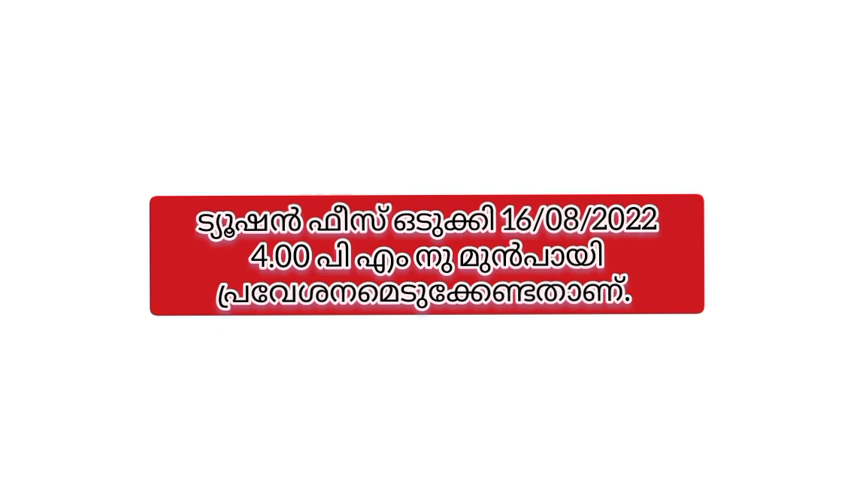 ട്യൂഷൻ ഫീസ് ഒടുക്കി 16/08/2022
4.00 പി എം നു മുൻപായി
പ്രവേശനമെടുക്കേണ്ടതാണ്.